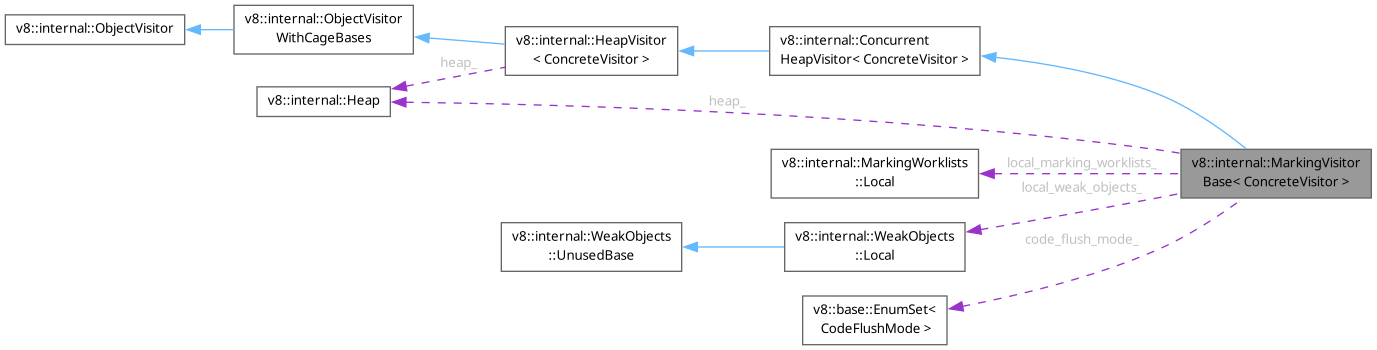 v8::internal::ObjectVisitor
v8::internal::ObjectVisitor
WithCageBases
v8::internal::HeapVisitor
< ConcreteVisitor >
v8::internal::Concurrent
HeapVisitor< ConcreteVisitor >
heap_
v8::internal::Heap
heap_
v8::internal::MarkingWorklists
::Local
local_marking_worklists_
v8::internal::MarkingVisitor
Base< ConcreteVisitor >
local_weak_objects_
v8::internal::WeakObjects
::UnusedBase
v8::internal::WeakObjects
::Local
code_flush_mode_
v8::base::EnumSet<
CodeFlushMode >